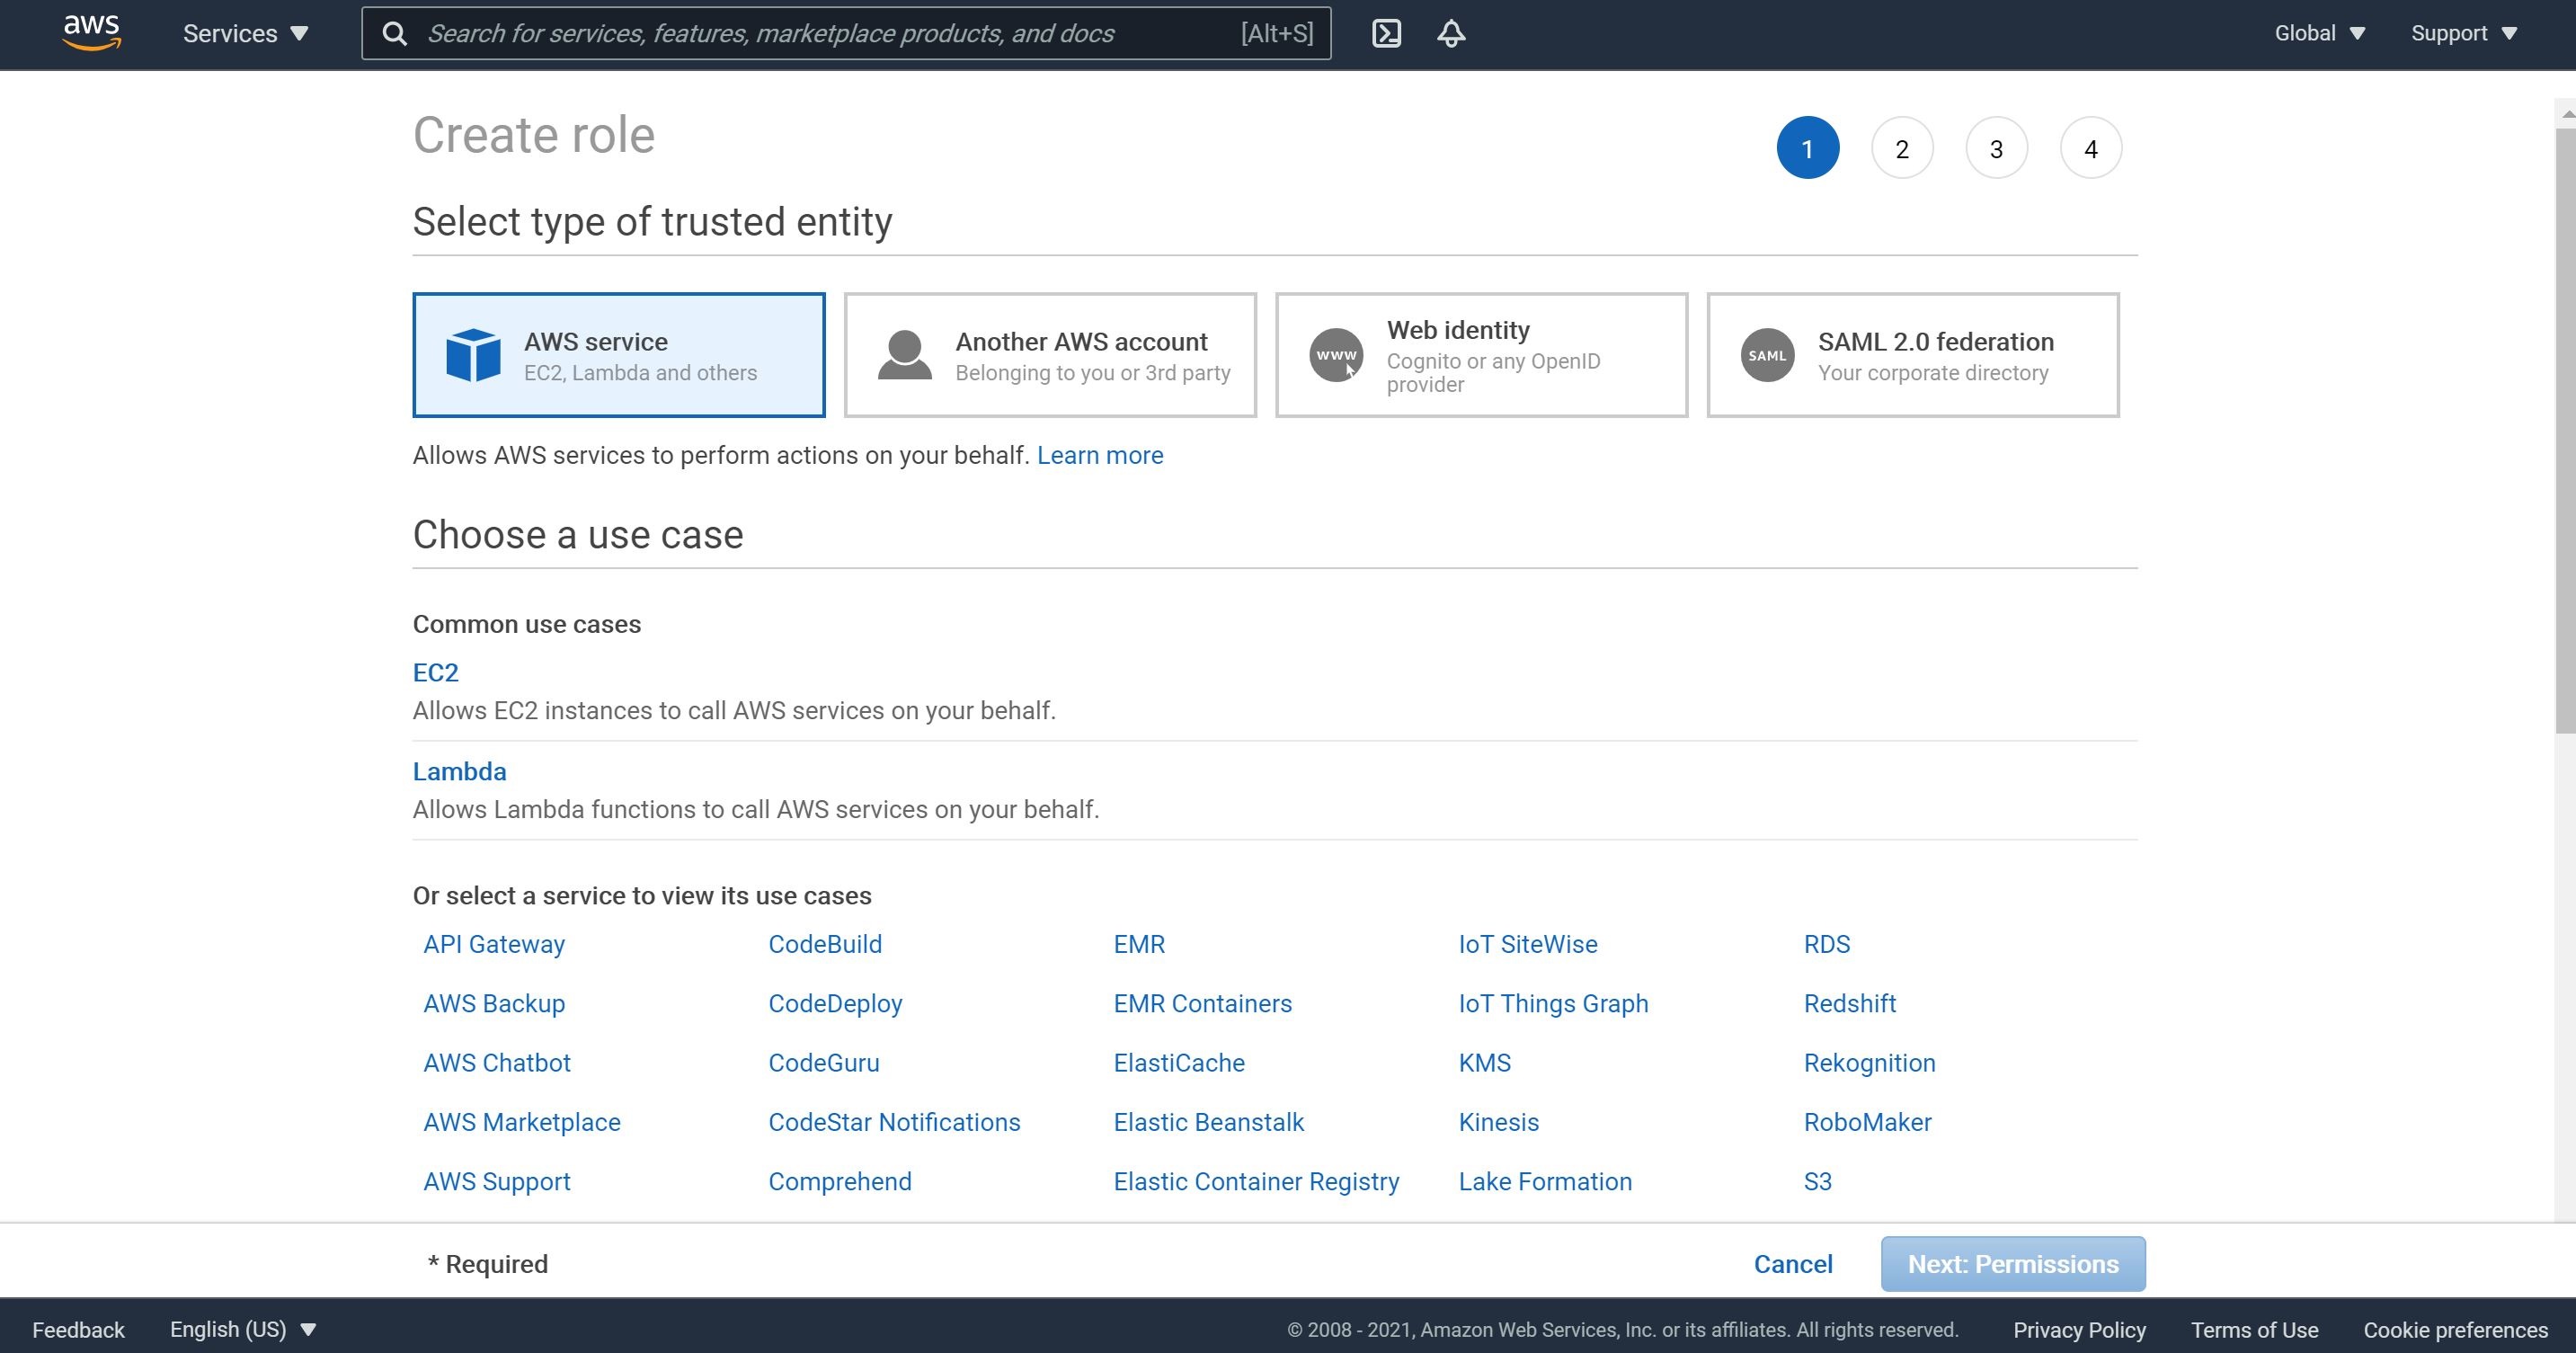 aws Services Search for services, features, marketplace products, and docs [Alt+S] Global Support
Create role 1 2 3 4
Select type of trusted entity
AWS service
EC2, Lambda and others
Another AWS account
Belonging to you or 3rd party
www
Web identity
Cognito or any OpenID
provider
SAML
SAML 2.0 federation
Your corporate directory
Allows AWS services to perform actions on your behalf. Learn more
Choose a use case
Common use cases
EC2
Allows EC2 instances to call AWS services on your behalf.
Lambda
Allows Lambda functions to call AWS services on your behalf.
Or select a service to view its use cases
API Gateway CodeBuild EMR IoT SiteWise RDS
AWS Backup CodeDeploy EMR Containers IoT Things Graph Redshift
AWS Chatbot CodeGuru ElastiCache KMS Rekognition
AWS Marketplace CodeStar Notifications Elastic Beanstalk Kinesis RoboMaker
AWS Support Comprehend Elastic Container Registry Lake Formation S3
* Required Cancel Next: Permissions
Feedback English (US) © 2008 - 2021, Amazon Web Services, Inc. or its affiliates. All rights reserved. Privacy Policy Terms of Use Cookie preferences